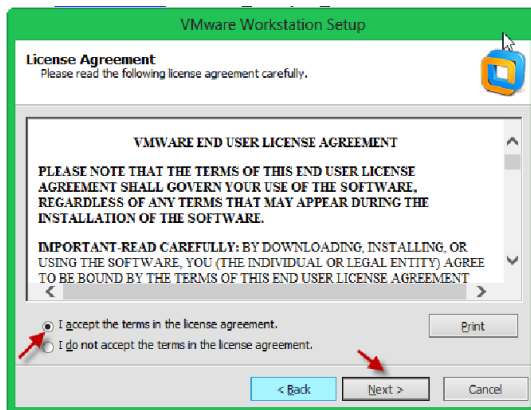 VMware Workstation Setup
License Agreement
Please read the following license agreement carefully.
VMWARE END USER LICENSE AGREEMENT
PLEASE NOTE THAT THE TERMS OF THIS END USER LICENSE
AGREEMENT SHALL GOVERN YOUR USE OF THE SOFTWARE,
REGARDLESS OF ANY TERMS THAT MAY APPEAR DURING THE
INSTALLATION OF THE SOFTWARE.
IMPORTANT-READ CAREFULLY: BY DOWNLOADING, INSTALLING, OR
USING THE SOFTWARE, YOU (THE INDIVIDUAL OR LEGAL ENTITY) AGREE
TO BE BOUND BY THE TERMS OF THIS END USER LICENSE AGREEMENT
I accept the terms in the license agreement.
Print
I do not accept the terms in the license agreement.
< Back
Next >
Cancel